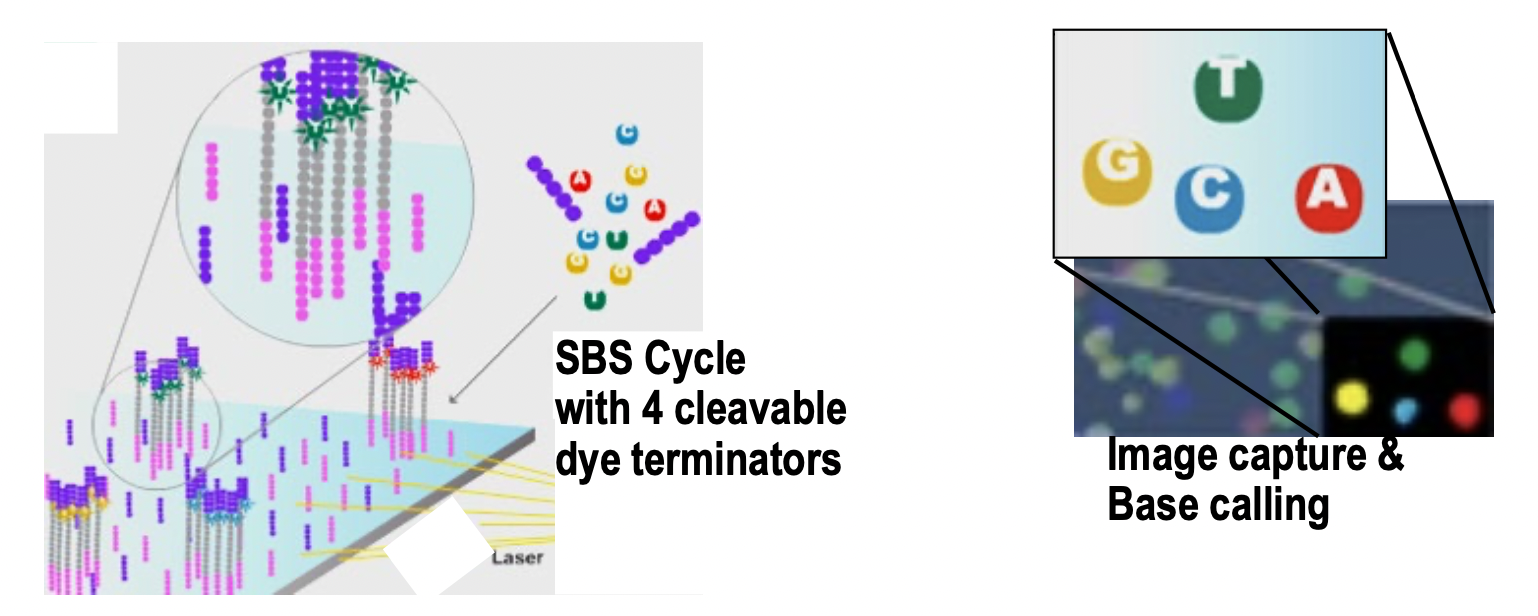 C
A G
C A
C
G G
SBS Cycle
with 4 cleavable
dye terminators
Laser
T
G C A
Image capture &
Base calling